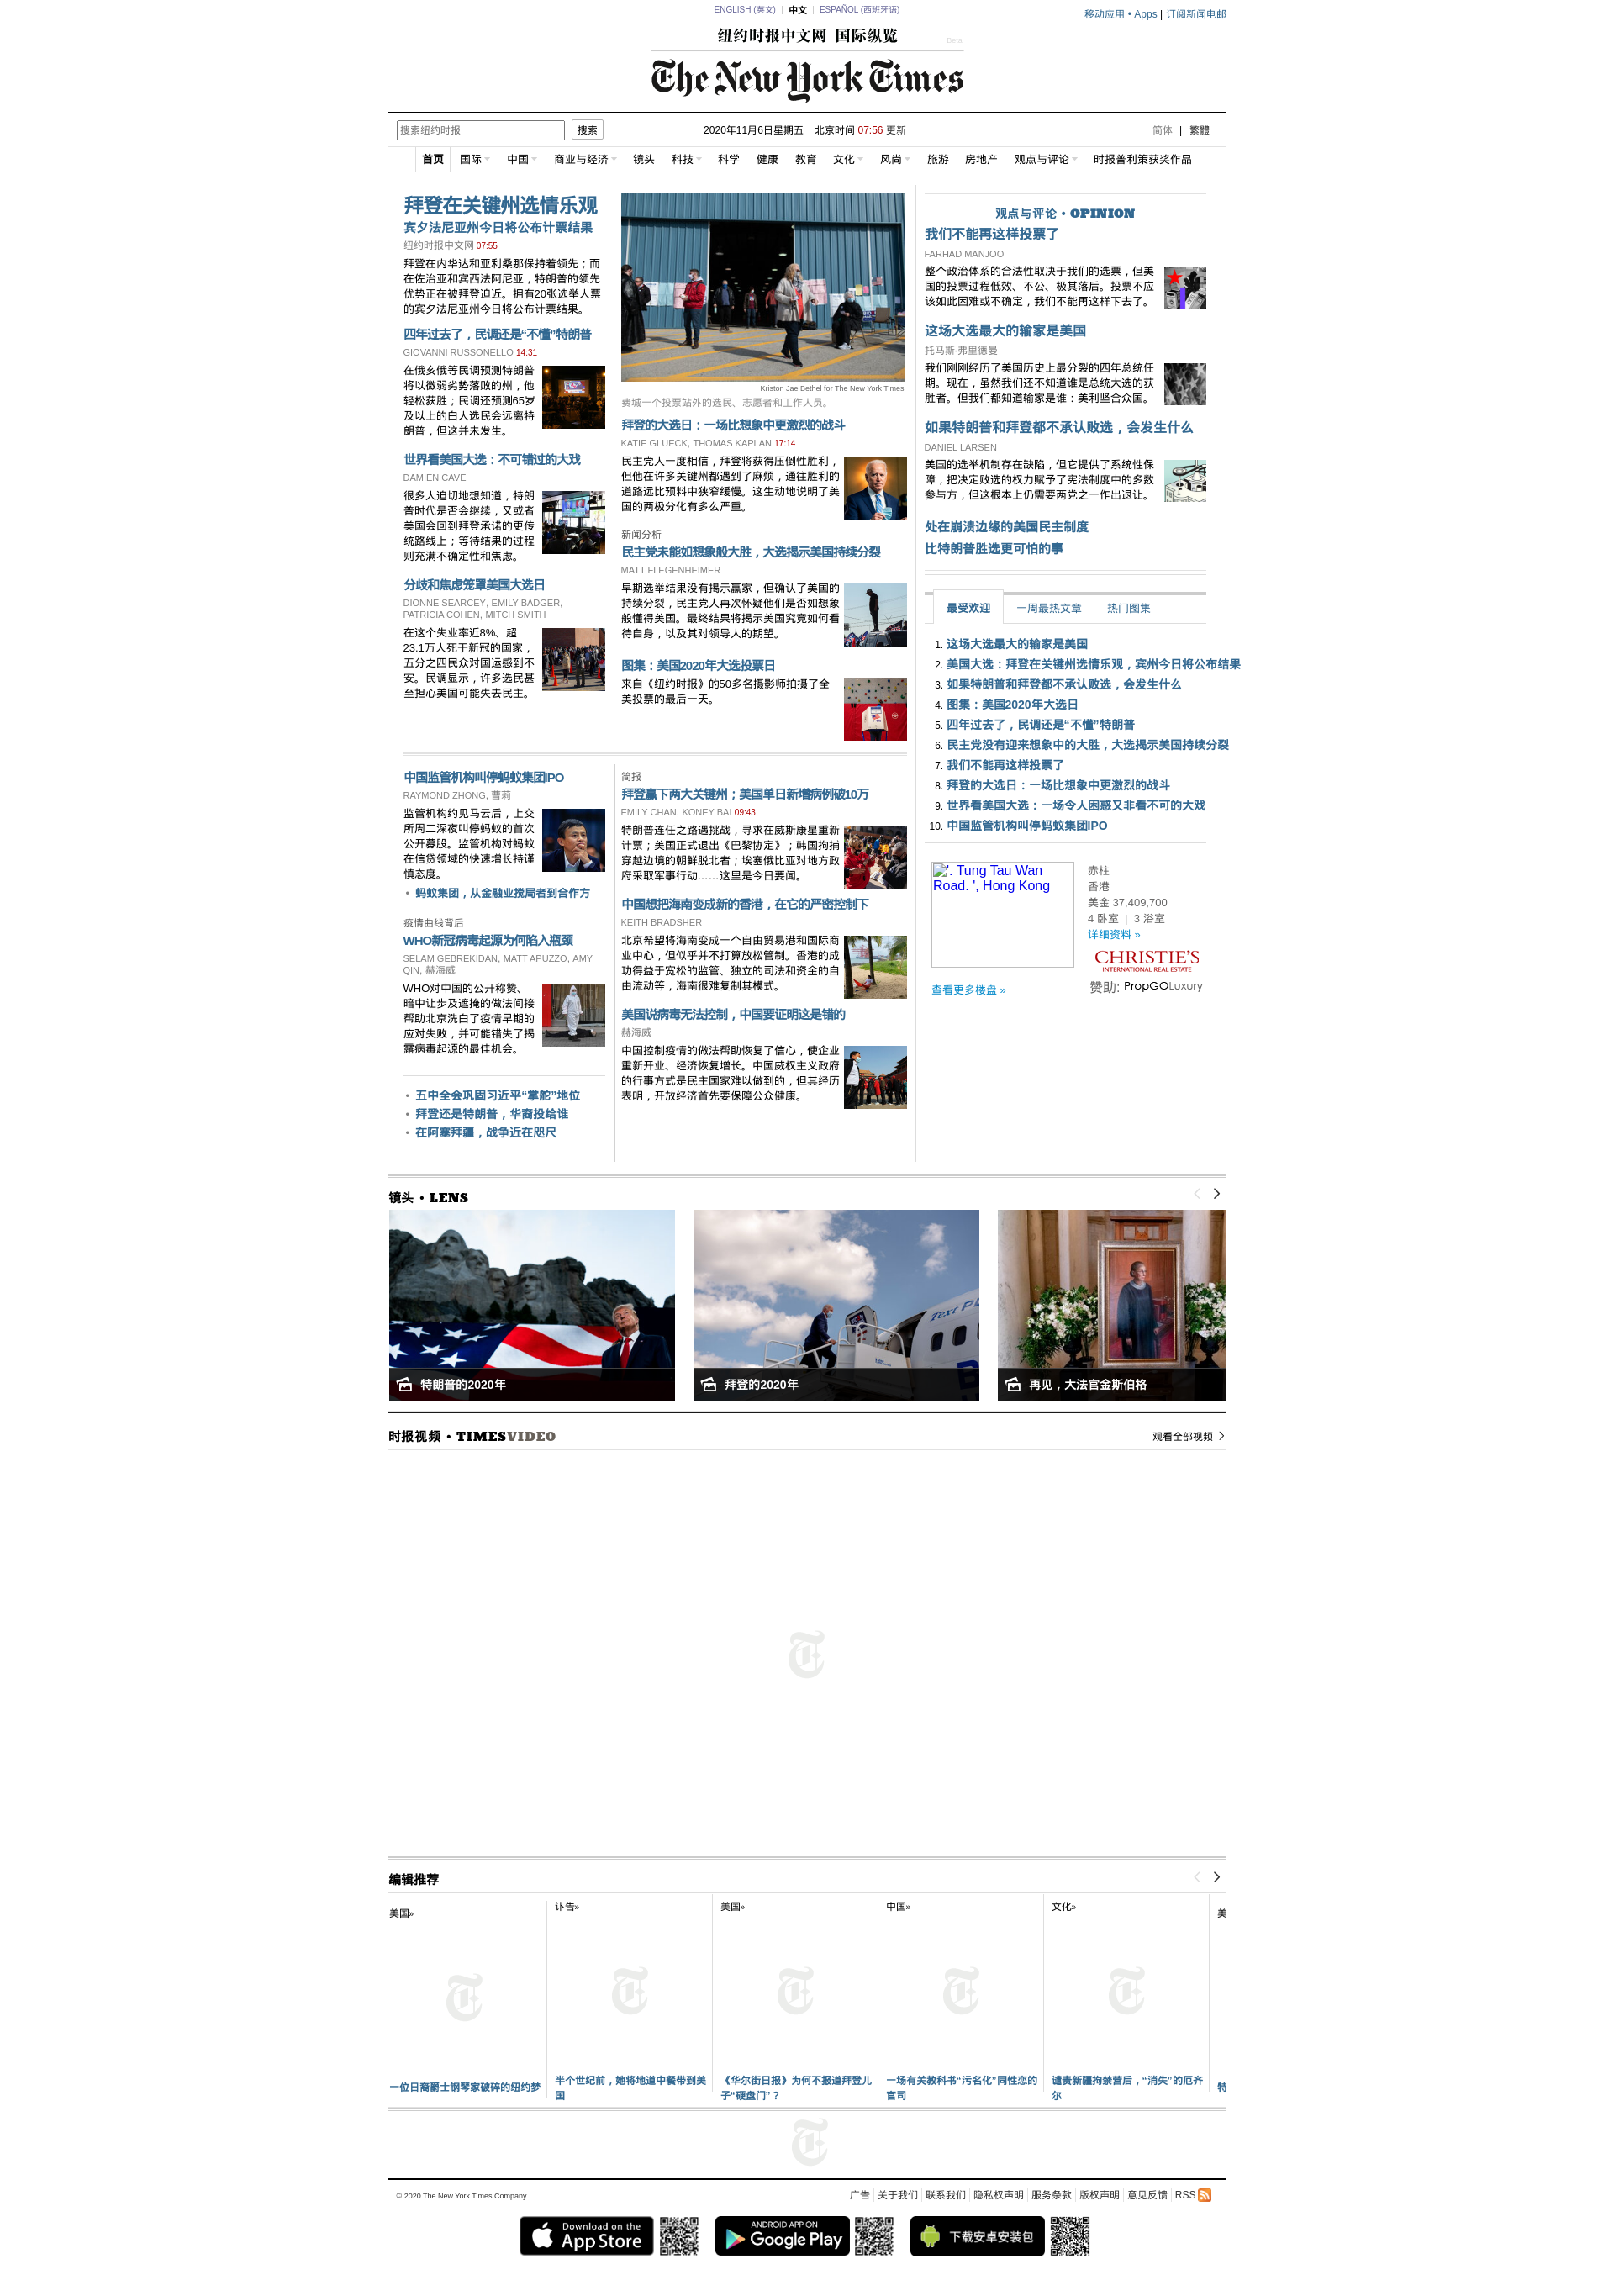 ENGLISH (英文) | 中文 | ESPAÑOL (西班牙语)
移动应用 • Apps | 订阅新闻电邮
纽约时报中文网 国际纵览
Beta
The New York Times
搜索纽约时报 搜索
2020年11月6日星期五 北京时间 07:56 更新
简体 | 繁體
首页 国际 中国 商业与经济 镜头 科技 科学 健康 教育 文化 风尚 旅游 房地产 观点与评论 时报普利策获奖作品
拜登在关键州选情乐观
宾夕法尼亚州今日将公布计票结果
纽约时报中文网 07:55
拜登在内华达和亚利桑那保持着领先；而
在佐治亚和宾西法阿尼亚，特朗普的领先
优势正在被拜登迫近。拥有20张选举人票
的宾夕法尼亚州今日将公布计票结果。
四年过去了，民调还是“不懂”特朗普
GIOVANNI RUSSONELLO 14:31
在俄亥俄等民调预测特朗普
将以微弱劣势落败的州，他
轻松获胜；民调还预测65岁
及以上的白人选民会远离特
朗普，但这并未发生。
世界看美国大选：不可错过的大戏
DAMIEN CAVE
很多人迫切地想知道，特朗
普时代是否会继续，又或者
美国会回到拜登承诺的更传
统路线上；等待结果的过程
则充满不确定性和焦虑。
分歧和焦虑笼罩美国大选日
DIONNE SEARCEY, EMILY BADGER,
PATRICIA COHEN, MITCH SMITH
在这个失业率近8%、超
23.1万人死于新冠的国家，
五分之四民众对国运感到不
安。民调显示，许多选民甚
至担心美国可能失去民主。
Kriston Jae Bethel for The New York Times
费城一个投票站外的选民、志愿者和工作人员。
拜登的大选日：一场比想象中更激烈的战斗
KATIE GLUECK, THOMAS KAPLAN 17:14
民主党人一度相信，拜登将获得压倒性胜利，
但他在许多关键州都遇到了麻烦，通往胜利的
道路远比预料中狭窄缓慢。这生动地说明了美
国的两极分化有多么严重。
新闻分析
民主党未能如想象般大胜，大选揭示美国持续分裂
MATT FLEGENHEIMER
早期选举结果没有揭示赢家，但确认了美国的
持续分裂，民主党人再次怀疑他们是否如想象
般懂得美国。最终结果将揭示美国究竟如何看
待自身，以及其对领导人的期望。
图集：美国2020年大选投票日
来自《纽约时报》的50多名摄影师拍摄了全
美投票的最后一天。
观点与评论 • OPINION
我们不能再这样投票了
FARHAD MANJOO
整个政治体系的合法性取决于我们的选票，但美
国的投票过程低效、不公、极其落后。投票不应
该如此困难或不确定，我们不能再这样下去了。
这场大选最大的输家是美国
托马斯·弗里德曼
我们刚刚经历了美国历史上最分裂的四年总统任
期。现在，虽然我们还不知道谁是总统大选的获
胜者。但我们都知道输家是谁：美利坚合众国。
如果特朗普和拜登都不承认败选，会发生什么
DANIEL LARSEN
美国的选举机制存在缺陷，但它提供了系统性保
障，把决定败选的权力赋予了宪法制度中的多数
参与方，但这根本上仍需要两党之一作出退让。
处在崩溃边缘的美国民主制度
比特朗普胜选更可怕的事
最受欢迎 一周最热文章 热门图集
1. 这场大选最大的输家是美国
2. 美国大选：拜登在关键州选情乐观，宾州今日将公布结果
3. 如果特朗普和拜登都不承认败选，会发生什么
4. 图集：美国2020年大选日
5. 四年过去了，民调还是“不懂”特朗普
6. 民主党没有迎来想象中的大胜，大选揭示美国持续分裂
7. 我们不能再这样投票了
8. 拜登的大选日：一场比想象中更激烈的战斗
9. 世界看美国大选：一场令人困惑又非看不可的大戏
10. 中国监管机构叫停蚂蚁集团IPO
'. Tung Tau Wan
Road. ', Hong Kong
赤柱
香港
美金 37,409,700
4 卧室 | 3 浴室
详细资料 »
CHRISTIE'S
INTERNATIONAL REAL ESTATE
查看更多楼盘 »
赞助: PropGOLuxury
中国监管机构叫停蚂蚁集团IPO
RAYMOND ZHONG, 曹莉
监管机构约见马云后，上交
所周二深夜叫停蚂蚁的首次
公开募股。监管机构对蚂蚁
在信贷领域的快速增长持谨
慎态度。
• 蚂蚁集团，从金融业搅局者到合作方
疫情曲线背后
WHO新冠病毒起源为何陷入瓶颈
SELAM GEBREKIDAN, MATT APUZZO, AMY
QIN, 赫海威
WHO对中国的公开称赞、
暗中让步及遮掩的做法间接
帮助北京洗白了疫情早期的
应对失败，并可能错失了揭
露病毒起源的最佳机会。
• 五中全会巩固习近平“掌舵”地位
• 拜登还是特朗普，华裔投给谁
• 在阿塞拜疆，战争近在咫尺
简报
拜登赢下两大关键州；美国单日新增病例破10万
EMILY CHAN, KONEY BAI 09:43
特朗普连任之路遇挑战，寻求在威斯康星重新
计票；美国正式退出《巴黎协定》；韩国拘捕
穿越边境的朝鲜脱北者；埃塞俄比亚对地方政
府采取军事行动……这里是今日要闻。
中国想把海南变成新的香港，在它的严密控制下
KEITH BRADSHER
北京希望将海南变成一个自由贸易港和国际商
业中心，但似乎并不打算放松管制。香港的成
功得益于宽松的监管、独立的司法和资金的自
由流动等，海南很难复制其模式。
美国说病毒无法控制，中国要证明这是错的
赫海威
中国控制疫情的做法帮助恢复了信心，使企业
重新开业、经济恢复增长。中国威权主义政府
的行事方式是民主国家难以做到的，但其经历
表明，开放经济首先要保障公众健康。
镜头 • LENS
特朗普的2020年
拜登的2020年
再见，大法官金斯伯格
时报视频 • TIMESVIDEO
观看全部视频
编辑推荐
美国»
讣告»
美国»
中国»
文化»
美
一位日裔爵士钢琴家破碎的纽约梦
半个世纪前，她将地道中餐带到美
国
《华尔街日报》为何不报道拜登儿
子“硬盘门”？
一场有关教科书“污名化”同性恋的
官司
谴责新疆拘禁营后，“消失”的厄齐
尔
特
© 2020 The New York Times Company.
广告 | 关于我们 | 联系我们 | 隐私权声明 | 服务条款 | 版权声明 | 意见反馈 | RSS
Download on the
App Store
ANDROID APP ON
Google Play
下载安卓安装包